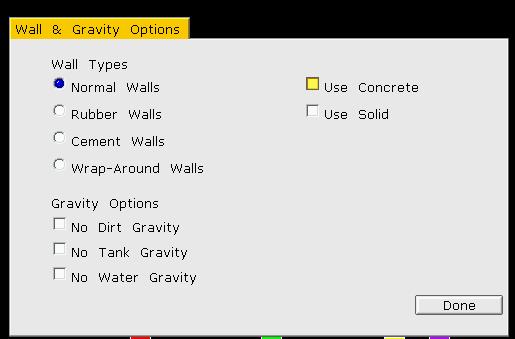 Wall & Gravity Options
Wall Types
Normal Walls
Rubber Walls
Cement Walls
Wrap-Around Walls
Use Concrete
Use Solid
Gravity Options
No Dirt Gravity
No Tank Gravity
No Water Gravity
Done